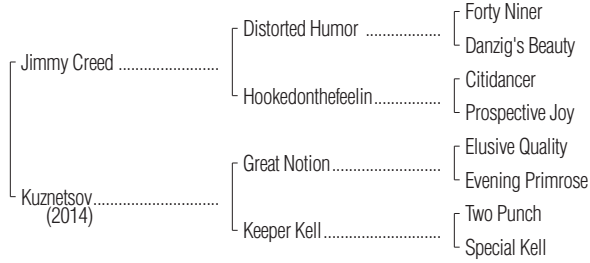 Forty Niner
Distorted Humor ..................
Danzig's Beauty
Jimmy Creed ........................
Citidancer
Hookedonthefeelin................
Prospective Joy
Elusive Quality
Great Notion..........................
Evening Primrose
Kuznetsov..............................
(2014)
Two Punch
Keeper Kell............................
Special Kell